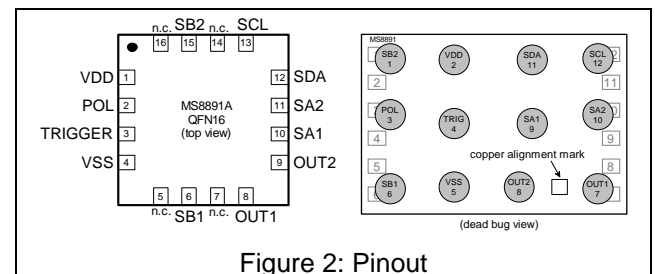 n.c. SB2 n.c. SCL
16 15 14 13
VDD 1
POL 2
TRIGGER 3
VSS 4
MS8891A
QFN16
(top view)
12 SDA
11 SA2
10 SA1
9 OUT2
5 6 7 8
n.c. SB1 n.c. OUT1
MS8891
SB2
1
VDD
2
SDA
11
SCL
12
2
11
POL
3
TRIG
4
SA1
9
SA2
10
4
9
copper alignment mark
5
8
SB1
6
VSS
5
OUT2
8
OUT1
7
(dead bug view)
Figure 2: Pinout